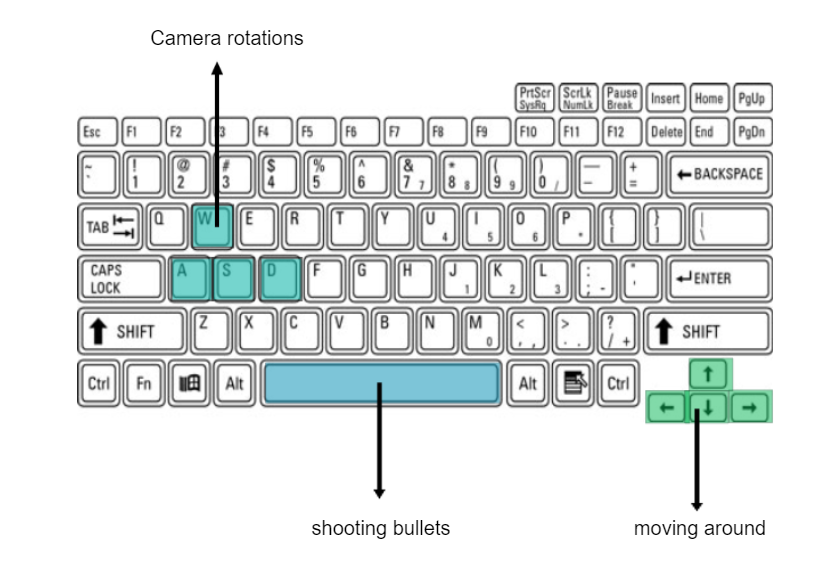 Camera rotations
PrtScr SysRq ScrLk NumLk Pause Break Insert Home PgUp
Esc F1 F2 3 F4 F5 F6 F7 F8 F9 F10 F11 F12 Delete End PgDn
~ ` ! 1 @ 2 # 3 $ 4 % 5 ^ 6 & 7 7 * 8 8 ( 9 9 ) 0 / — – + = ← BACKSPACE
TAB Q W E R T Y U 4 I 5 O 6 P * { [ } ] | \
CAPS LOCK A S D F G H J 1 K 2 L 3 : ; - " ' ↵ ENTER
SHIFT Z X C V B N M 0 < , , > . . ? / + SHIFT
Ctrl Fn Alt Alt Ctrl ↑
← ↓ →
shooting bullets moving around